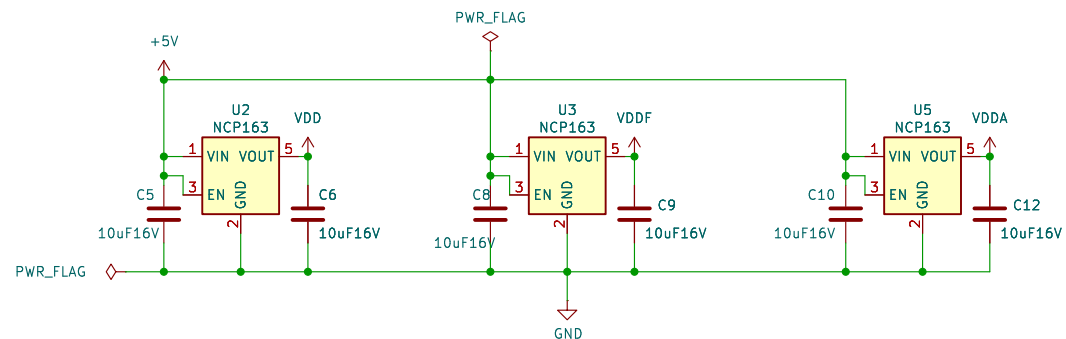 PWR_FLAG
+5V
U2
NCP163
VDD
1
VIN
VOUT
5
3
EN
GND
2
C5
10uF16V
C6
10uF16V
U3
NCP163
VDDF
1
VIN
VOUT
5
3
EN
GND
2
C8
10uF16V
C9
10uF16V
U5
NCP163
VDDA
1
VIN
VOUT
5
3
EN
GND
2
C10
10uF16V
C12
10uF16V
PWR_FLAG
GND